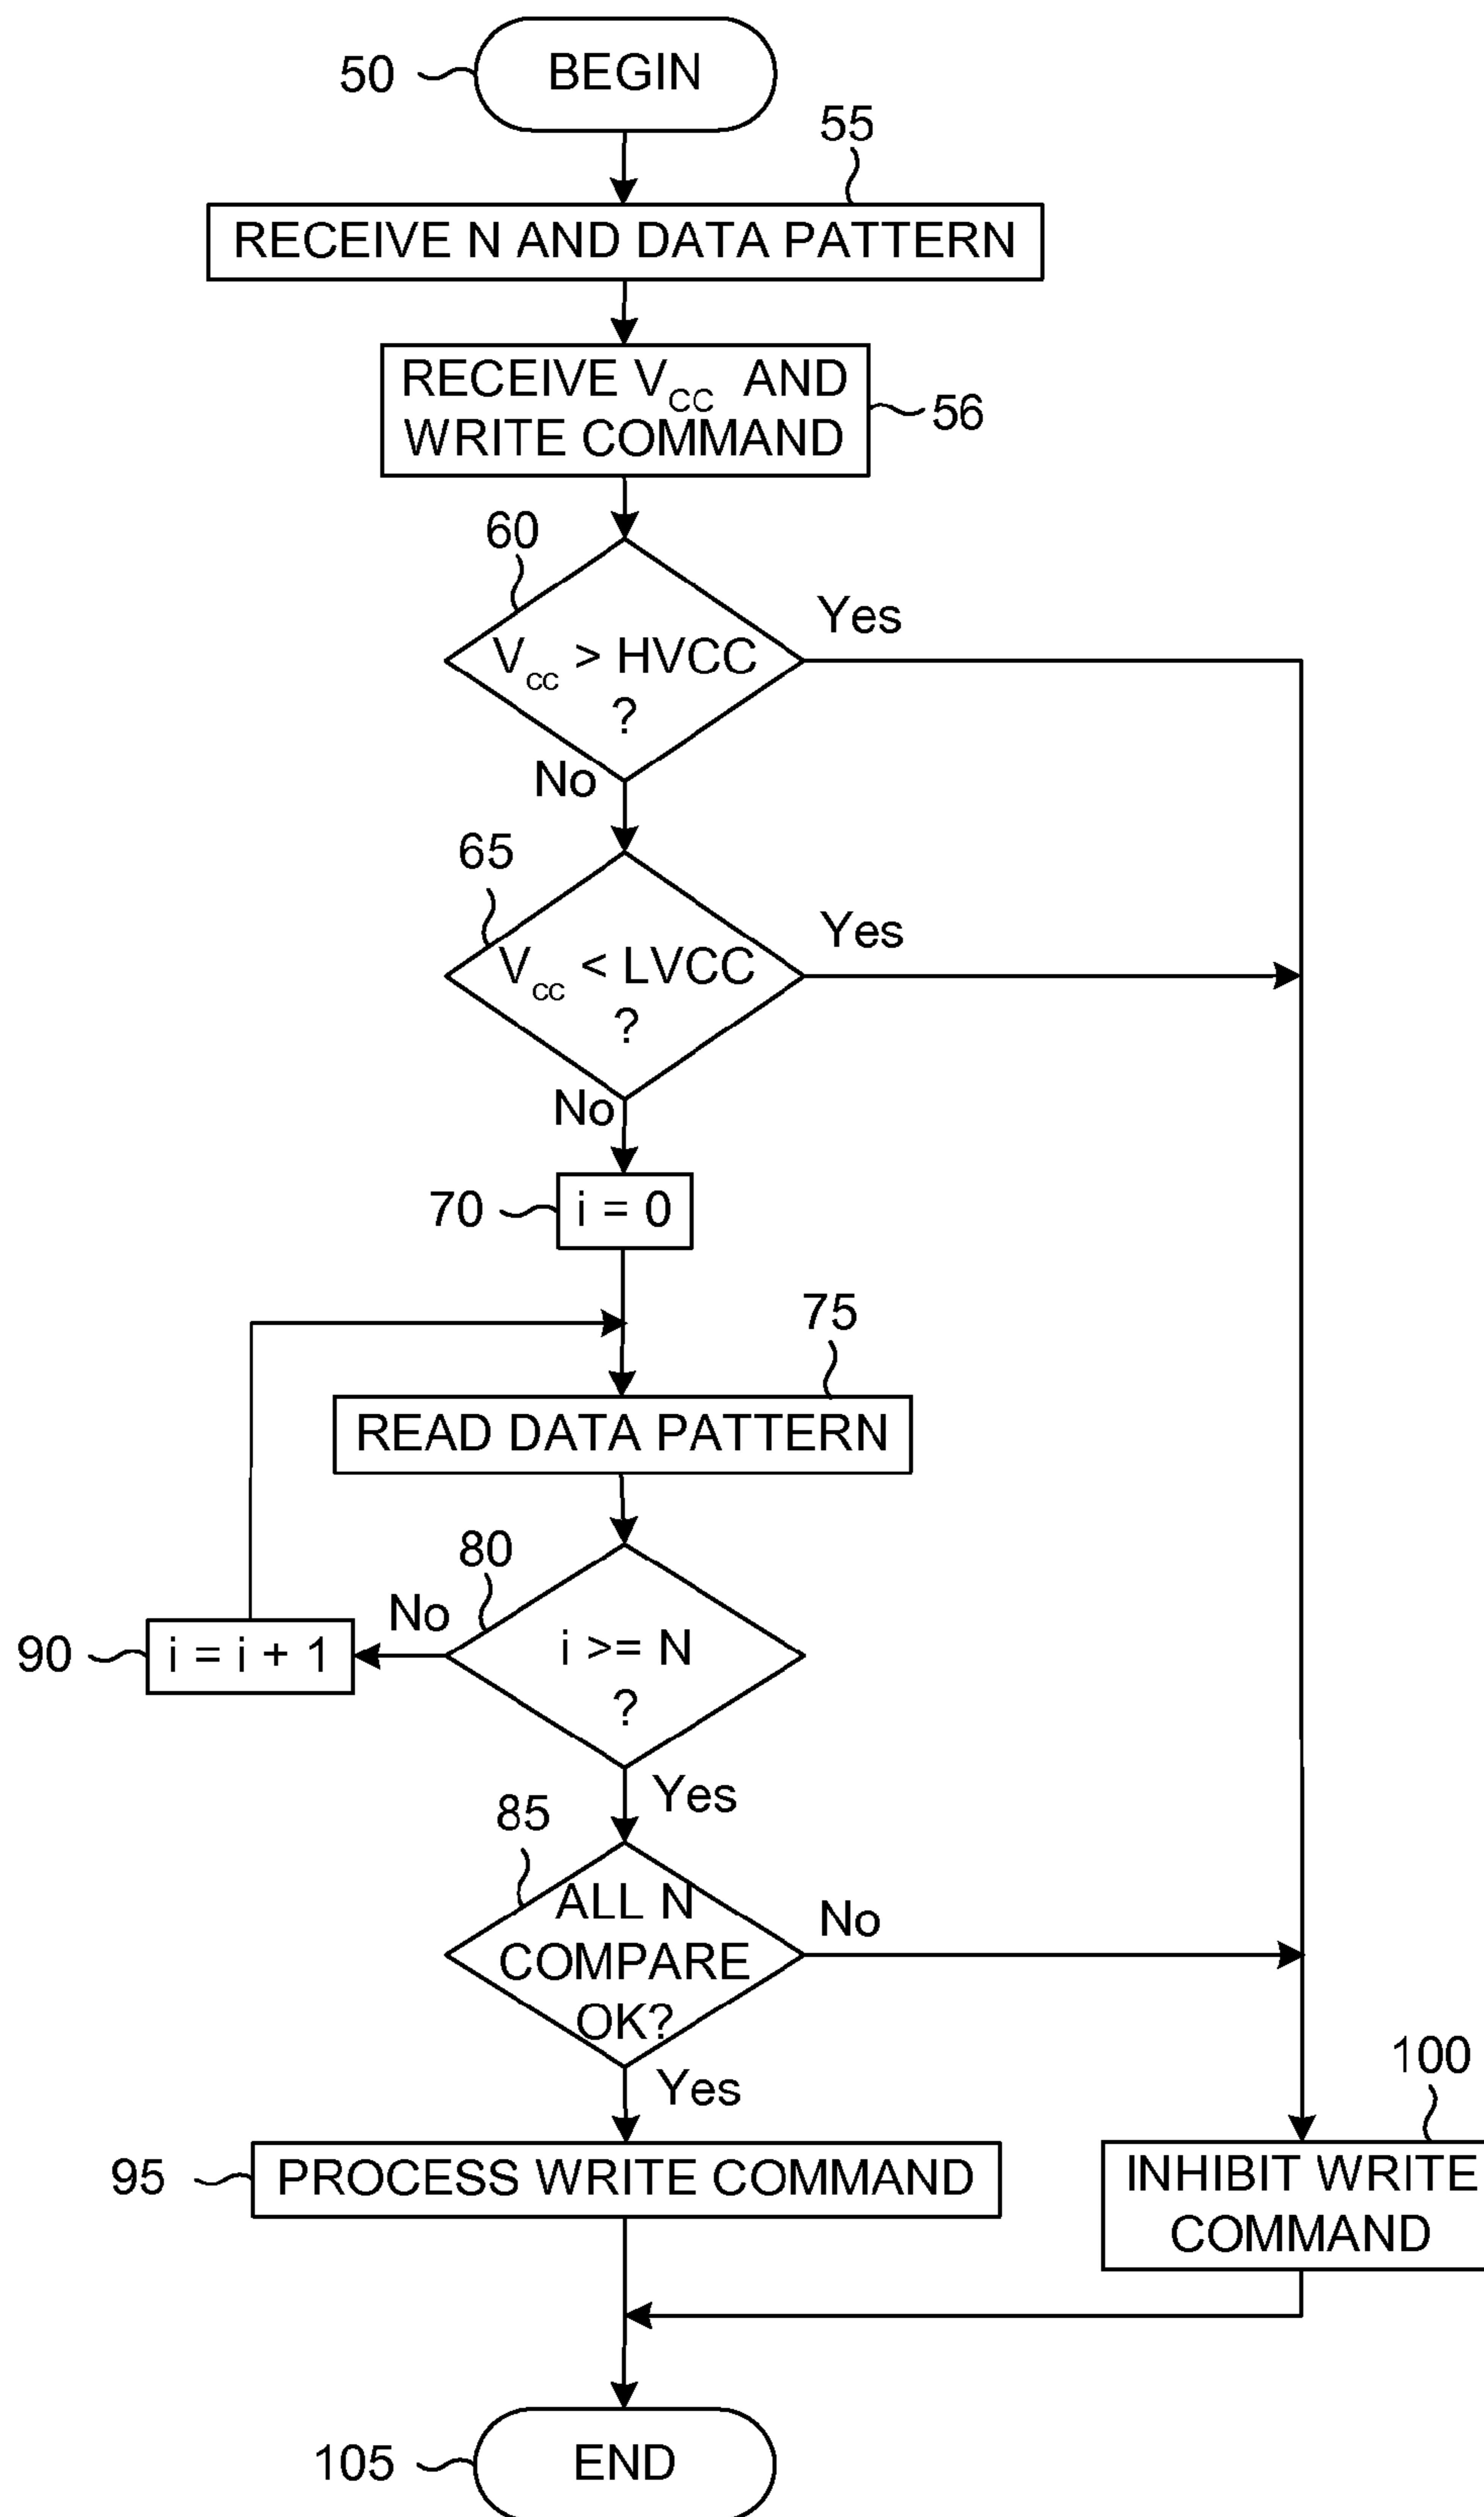 50
BEGIN
55
RECEIVE N AND DATA PATTERN
RECEIVE VCC AND
WRITE COMMAND
56
60
Yes
Vcc > HVCC
?
No
65
Yes
Vcc < LVCC
?
No
70
i = 0
75
READ DATA PATTERN
80
No
90
i = i + 1
i >= N
?
Yes
85
ALL N
COMPARE
OK?
No
Yes
100
95
PROCESS WRITE COMMAND
INHIBIT WRITE
COMMAND
105
END